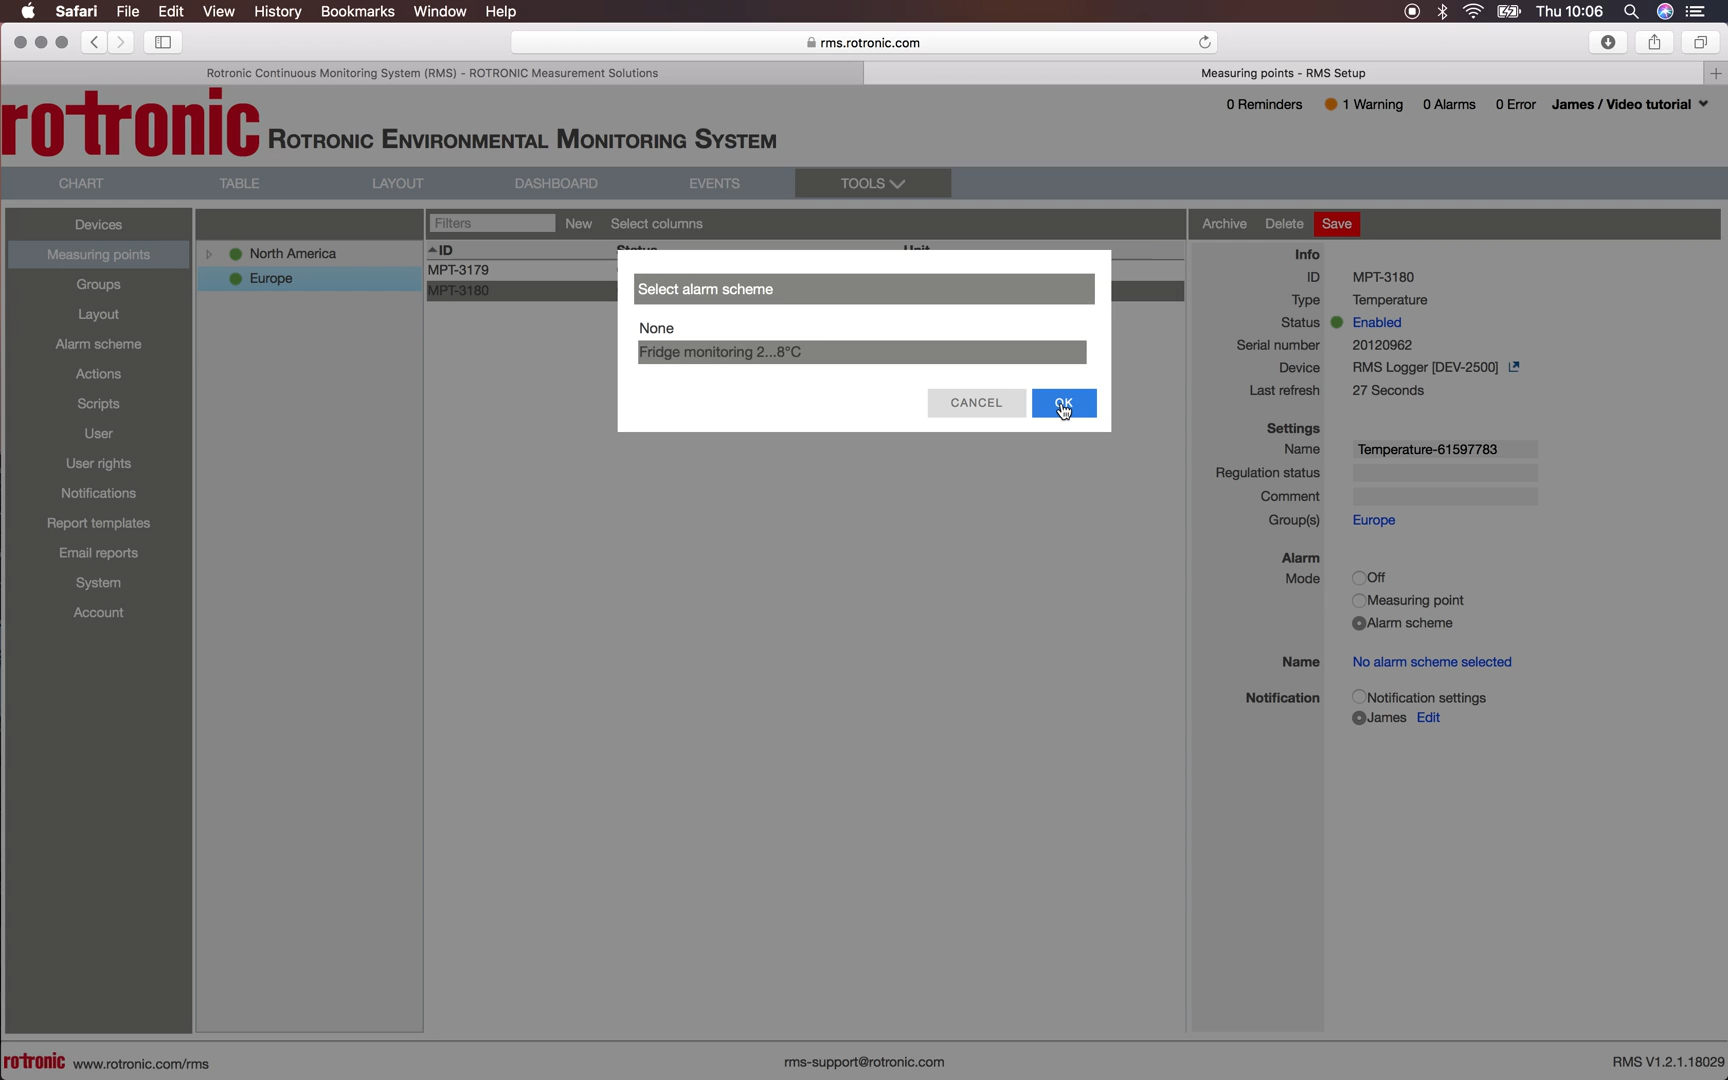 Safari File Edit View History Bookmarks Window Help Thu 10:06
rms.rotronic.com
Rotronic Continuous Monitoring System (RMS) - ROTRONIC Measurement Solutions
Measuring points - RMS Setup
rotronic ROTRONIC ENVIRONMENTAL MONITORING SYSTEM
0 Reminders 1 Warning 0 Alarms 0 Error James / Video tutorial
CHART TABLE LAYOUT DASHBOARD EVENTS TOOLS
Devices
Measuring points
Groups
Layout
Alarm scheme
Actions
Scripts
User
User rights
Notifications
Report templates
Email reports
System
Account
North America
Europe
Filters New Select columns
ID Status Unit
MPT-3179
MPT-3180
Select alarm scheme
None
Fridge monitoring 2...8°C
CANCEL OK
Archive Delete Save
Info
ID MPT-3180
Type Temperature
Status Enabled
Serial number 20120962
Device RMS Logger [DEV-2500]
Last refresh 27 Seconds
Settings
Name Temperature-61597783
Regulation status
Comment
Group(s) Europe
Alarm
Mode Off
Measuring point
Alarm scheme
Name No alarm scheme selected
Notification Notification settings
James Edit
rotronic www.rotronic.com/rms
rms-support@rotronic.com
RMS V1.2.1.18029